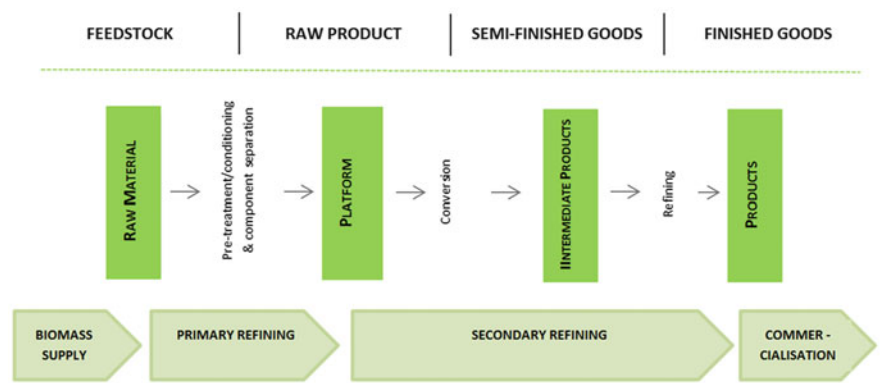 FEEDSTOCK
RAW PRODUCT
SEMI-FINISHED GOODS
FINISHED GOODS
RAW MATERIAL
Pre-treatment/conditioning
& component separation
PLATFORM
Conversion
IINTERMEDIATE PRODUCTS
Refining
PRODUCTS
BIOMASS
SUPPLY
PRIMARY REFINING
SECONDARY REFINING
COMMER -
CIALISATION